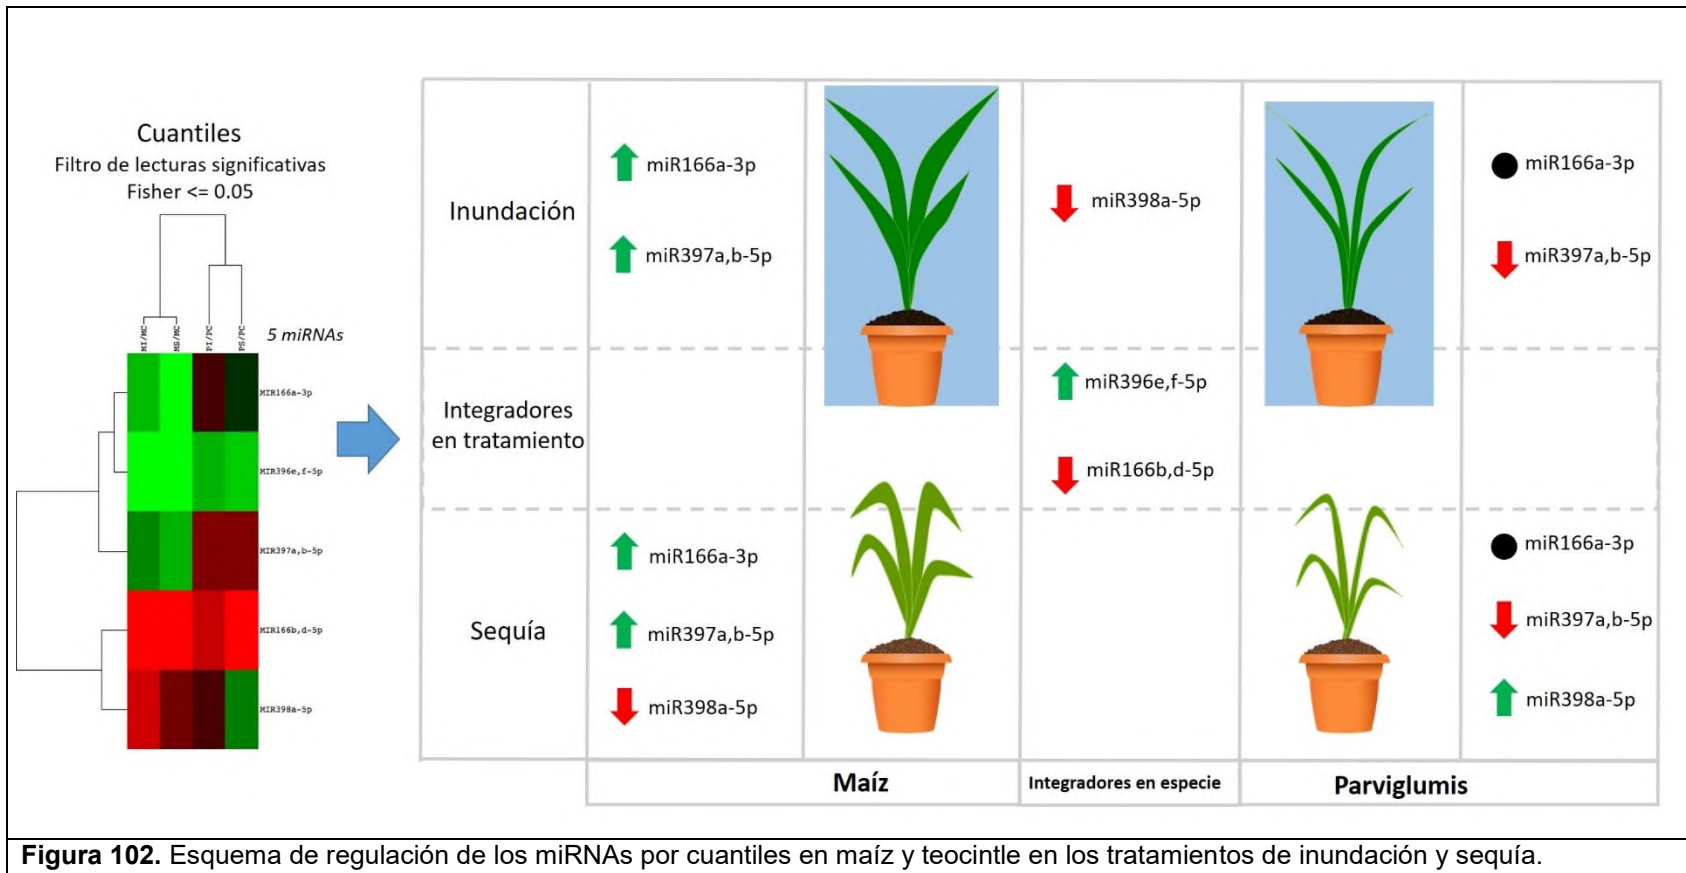 Cuantiles
Filtro de lecturas significativas
Fisher <= 0.05
MI/MC
MS/MC
PI/PC
PS/PC
5 miRNAs
MIR166a-3p
MIR396e,f-5p
MIR397a,b-5p
MIR166b,d-5p
MIR398a-5p
Inundación
miR166a-3p
miR397a,b-5p
miR398a-5p
miR166a-3p
miR397a,b-5p
Integradores
en tratamiento
miR396e,f-5p
miR166b,d-5p
Sequía
miR166a-3p
miR397a,b-5p
miR398a-5p
miR166a-3p
miR397a,b-5p
miR398a-5p
Maíz
Integradores en especie
Parviglumis
Figura 102. Esquema de regulación de los miRNAs por cuantiles en maíz y teocintle en los tratamientos de inundación y sequía.